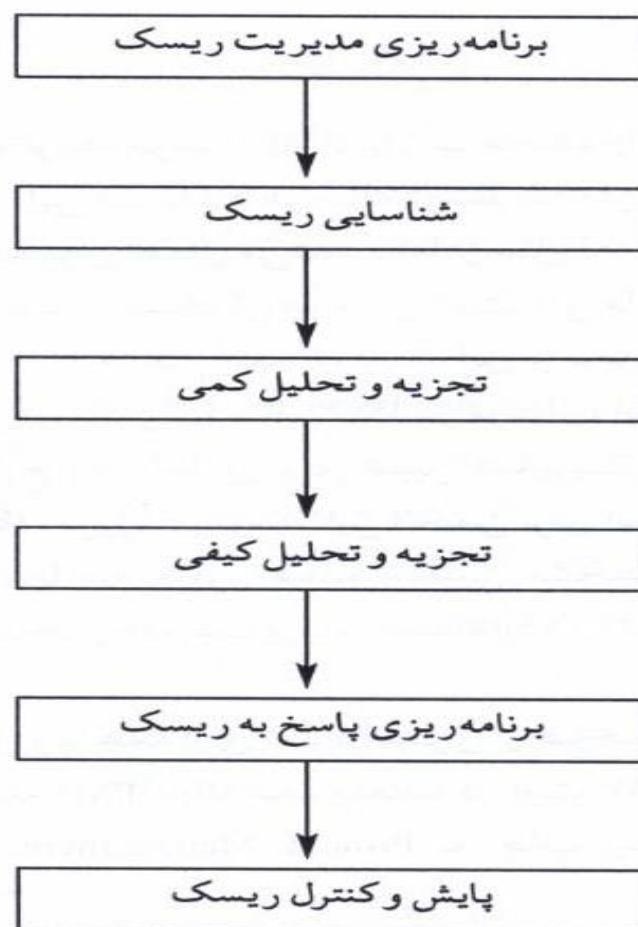 برنامه‌ریزی مدیریت ریسک
شناسایی ریسک
تجزیه و تحلیل کمی
تجزیه و تحلیل کیفی
برنامه‌ریزی پاسخ به ریسک
پایش و کنترل ریسک